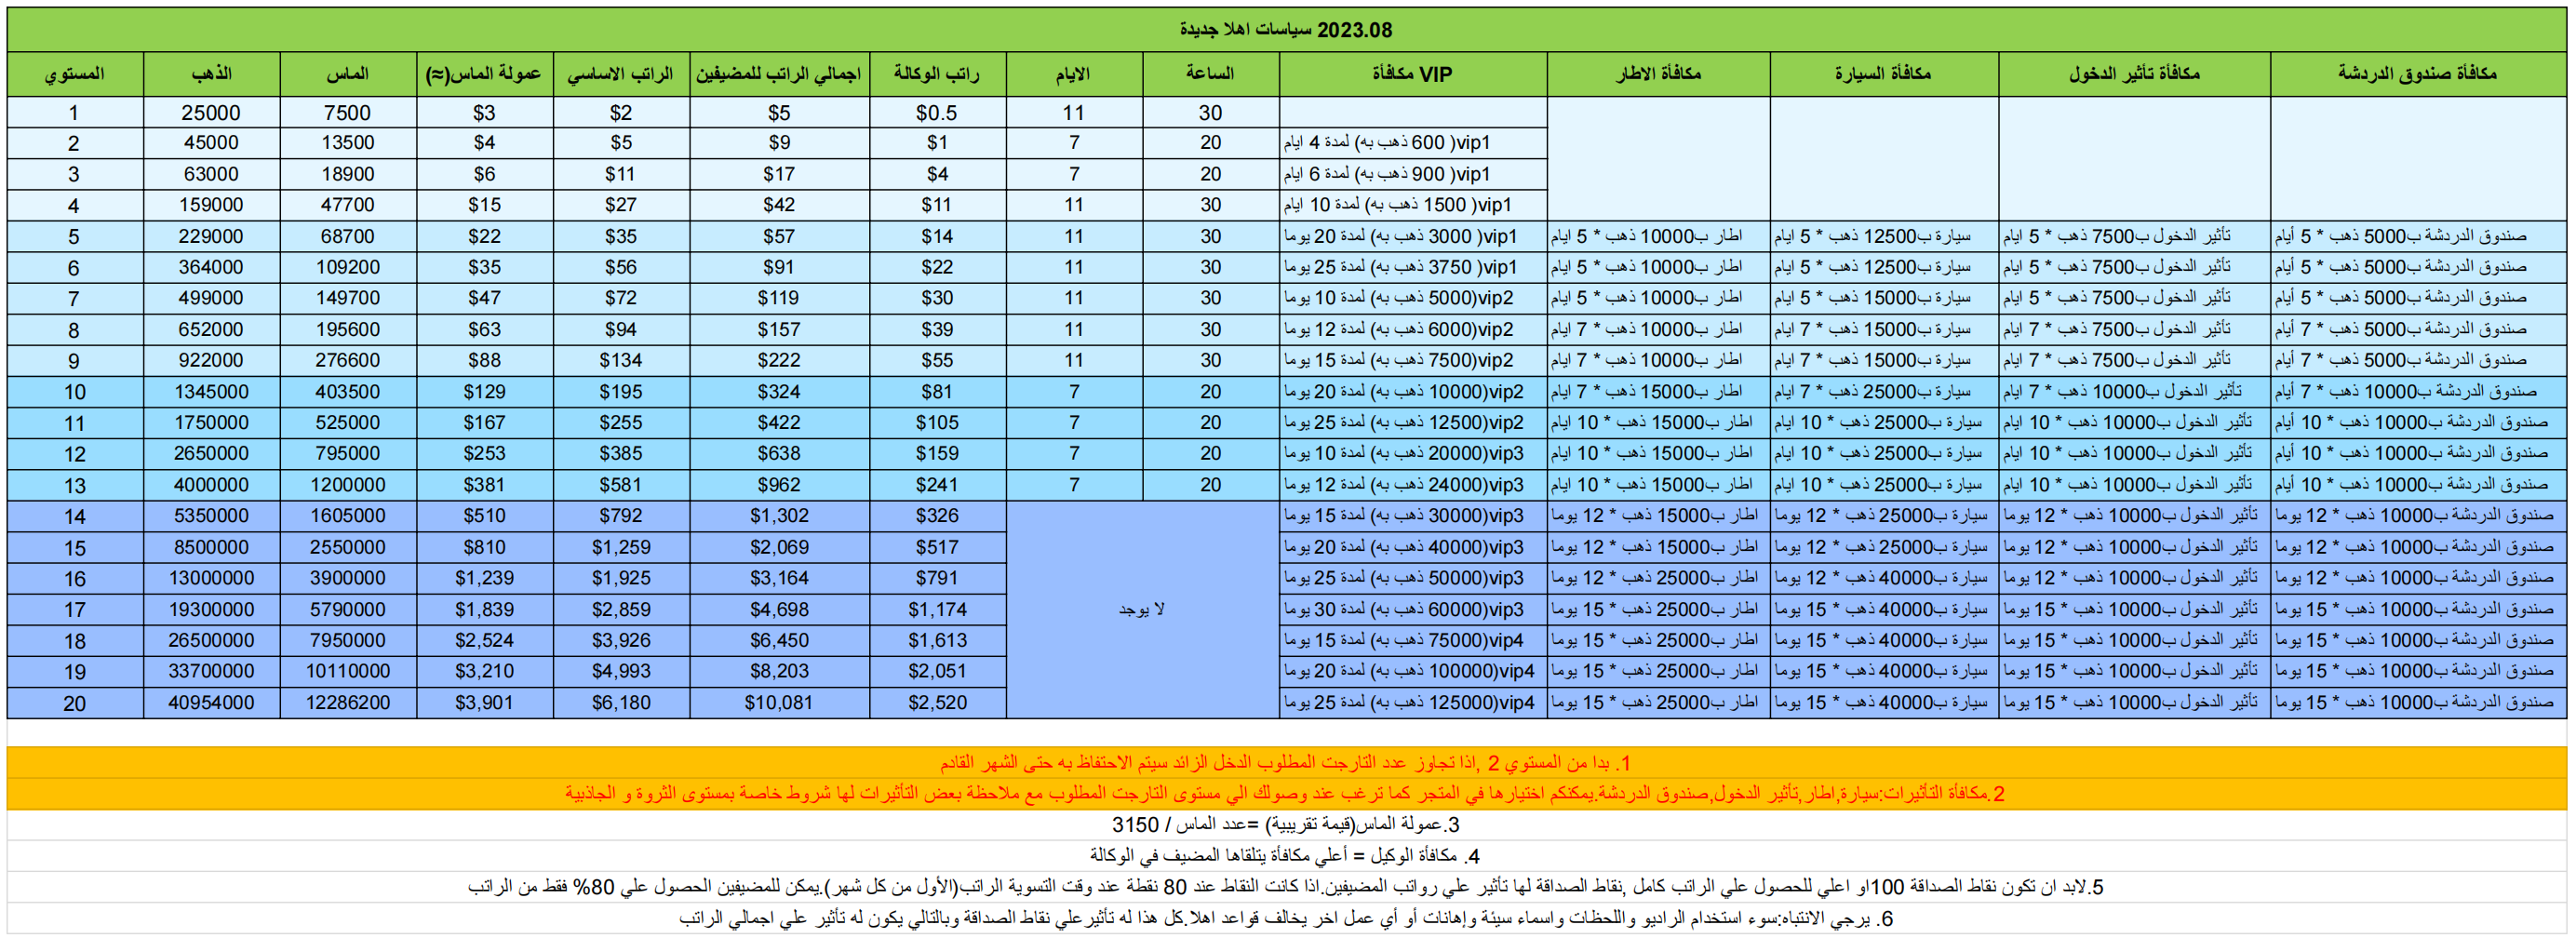 2023.08 سياسات اهلا جديدة
المستوي	الذهب	الماس	عمولة الماس(≈)	الراتب الاساسي	اجمالي الراتب للمضيفين	راتب الوكالة	الايام	الساعة	VIP مكافأة	مكافأة الاطار	مكافأة السيارة	مكافأة تأثير الدخول	مكافأة صندوق الدردشة
1	25000	7500	$3	$2	$5	$0.5	11	30
2	45000	13500	$4	$5	$9	$1	7	20	vip1( 600 ذهب به) لمدة 4 ايام
3	63000	18900	$6	$11	$17	$4	7	20	vip1( 900 ذهب به) لمدة 6 ايام
4	159000	47700	$15	$27	$42	$11	11	30	vip1( 1500 ذهب به) لمدة 10 ايام
5	229000	68700	$22	$35	$57	$14	11	30	vip1( 3000 ذهب به) لمدة 20 يوما	اطار ب10000 ذهب * 5 ايام	سيارة ب12500 ذهب * 5 ايام	تأثير الدخول ب7500 ذهب * 5 ايام	صندوق الدردشة ب5000 ذهب * 5 أيام
6	364000	109200	$35	$56	$91	$22	11	30	vip1( 3750 ذهب به) لمدة 25 يوما	اطار ب10000 ذهب * 5 ايام	سيارة ب12500 ذهب * 5 ايام	تأثير الدخول ب7500 ذهب * 5 ايام	صندوق الدردشة ب5000 ذهب * 5 أيام
7	499000	149700	$47	$72	$119	$30	11	30	vip2(5000 ذهب به) لمدة 10 يوما	اطار ب10000 ذهب * 5 ايام	سيارة ب15000 ذهب * 5 ايام	تأثير الدخول ب7500 ذهب * 5 ايام	صندوق الدردشة ب5000 ذهب * 5 أيام
8	652000	195600	$63	$94	$157	$39	11	30	vip2(6000 ذهب به) لمدة 12 يوما	اطار ب10000 ذهب * 7 ايام	سيارة ب15000 ذهب * 7 ايام	تأثير الدخول ب7500 ذهب * 7 ايام	صندوق الدردشة ب5000 ذهب * 7 أيام
9	922000	276600	$88	$134	$222	$55	11	30	vip2(7500 ذهب به) لمدة 15 يوما	اطار ب10000 ذهب * 7 ايام	سيارة ب15000 ذهب * 7 ايام	تأثير الدخول ب7500 ذهب * 7 ايام	صندوق الدردشة ب5000 ذهب * 7 أيام
10	1345000	403500	$129	$195	$324	$81	7	20	vip2(10000 ذهب به) لمدة 20 يوما	اطار ب15000 ذهب * 7 ايام	سيارة ب25000 ذهب * 7 ايام	تأثير الدخول ب10000 ذهب * 7 ايام	صندوق الدردشة ب10000 ذهب * 7 أيام
11	1750000	525000	$167	$255	$422	$105	7	20	vip2(12500 ذهب به) لمدة 25 يوما	اطار ب15000 ذهب * 10 ايام	سيارة ب25000 ذهب * 10 ايام	تأثير الدخول ب10000 ذهب * 10 ايام	صندوق الدردشة ب10000 ذهب * 10 أيام
12	2650000	795000	$253	$385	$638	$159	7	20	vip3(20000 ذهب به) لمدة 10 يوما	اطار ب15000 ذهب * 10 ايام	سيارة ب25000 ذهب * 10 ايام	تأثير الدخول ب10000 ذهب * 10 ايام	صندوق الدردشة ب10000 ذهب * 10 أيام
13	4000000	1200000	$381	$581	$962	$241	7	20	vip3(24000 ذهب به) لمدة 12 يوما	اطار ب15000 ذهب * 10 ايام	سيارة ب25000 ذهب * 10 ايام	تأثير الدخول ب10000 ذهب * 10 ايام	صندوق الدردشة ب10000 ذهب * 10 أيام
14	5350000	1605000	$510	$792	$1,302	$326	vip3(30000 ذهب به) لمدة 15 يوما	اطار ب15000 ذهب * 12 يوما	سيارة ب25000 ذهب * 12 يوما	تأثير الدخول ب10000 ذهب * 12 يوما	صندوق الدردشة ب10000 ذهب * 12 يوما
15	8500000	2550000	$810	$1,259	$2,069	$517	vip3(40000 ذهب به) لمدة 20 يوما	اطار ب15000 ذهب * 12 يوما	سيارة ب25000 ذهب * 12 يوما	تأثير الدخول ب10000 ذهب * 12 يوما	صندوق الدردشة ب10000 ذهب * 12 يوما
16	13000000	3900000	$1,239	$1,925	$3,164	$791	vip3(50000 ذهب به) لمدة 25 يوما	اطار ب25000 ذهب * 12 يوما	سيارة ب40000 ذهب * 12 يوما	تأثير الدخول ب10000 ذهب * 12 يوما	صندوق الدردشة ب10000 ذهب * 12 يوما
17	19300000	5790000	$1,839	$2,859	$4,698	$1,174	لا يوجد	vip3(60000 ذهب به) لمدة 30 يوما	اطار ب25000 ذهب * 15 يوما	سيارة ب40000 ذهب * 15 يوما	تأثير الدخول ب10000 ذهب * 15 يوما	صندوق الدردشة ب10000 ذهب * 15 يوما
18	26500000	7950000	$2,524	$3,926	$6,450	$1,613	vip4(75000 ذهب به) لمدة 15 يوما	اطار ب25000 ذهب * 15 يوما	سيارة ب40000 ذهب * 15 يوما	تأثير الدخول ب10000 ذهب * 15 يوما	صندوق الدردشة ب10000 ذهب * 15 يوما
19	33700000	10110000	$3,210	$4,993	$8,203	$2,051	vip4(100000 ذهب به) لمدة 20 يوما	اطار ب25000 ذهب * 15 يوما	سيارة ب40000 ذهب * 15 يوما	تأثير الدخول ب10000 ذهب * 15 يوما	صندوق الدردشة ب10000 ذهب * 15 يوما
20	40954000	12286200	$3,901	$6,180	$10,081	$2,520	vip4(125000 ذهب به) لمدة 25 يوما	اطار ب25000 ذهب * 15 يوما	سيارة ب40000 ذهب * 15 يوما	تأثير الدخول ب10000 ذهب * 15 يوما	صندوق الدردشة ب10000 ذهب * 15 يوما
1. بدا من المستوي 2 ,اذا تجاوز عدد التارجت المطلوب الدخل الزائد سيتم الاحتفاظ به حتى الشهر القادم
2.مكافأة التأثيرات:سيارة,اطار,تأثير الدخول,صندوق الدردشة.يمكنكم اختيارها في المتجر كما ترغب عند وصولك الي مستوى التارجت المطلوب مع ملاحظة بعض التأثيرات لها شروط خاصة بمستوى الثروة و الجاذبية
3.عمولة الماس(قيمة تقريبية) =عدد الماس / 3150
4. مكافأة الوكيل = أعلي مكافأة يتلقاها المضيف في الوكالة
5.لابد ان تكون نقاط الصداقة 100او اعلي للحصول علي الراتب كامل ,نقاط الصداقة لها تأثير علي رواتب المضيفين.اذا كانت النقاط عند 80 نقطة عند وقت التسوية الراتب(الأول من كل شهر).يمكن للمضيفين الحصول علي 80% فقط من الراتب
6. يرجي الانتباه:سوء استخدام الراديو واللحظات واسماء سيئة وإهانات أو أي عمل اخر يخالف قواعد اهلا.كل هذا له تأثيرعلي نقاط الصداقة وبالتالي يكون له تأثير علي اجمالي الراتب